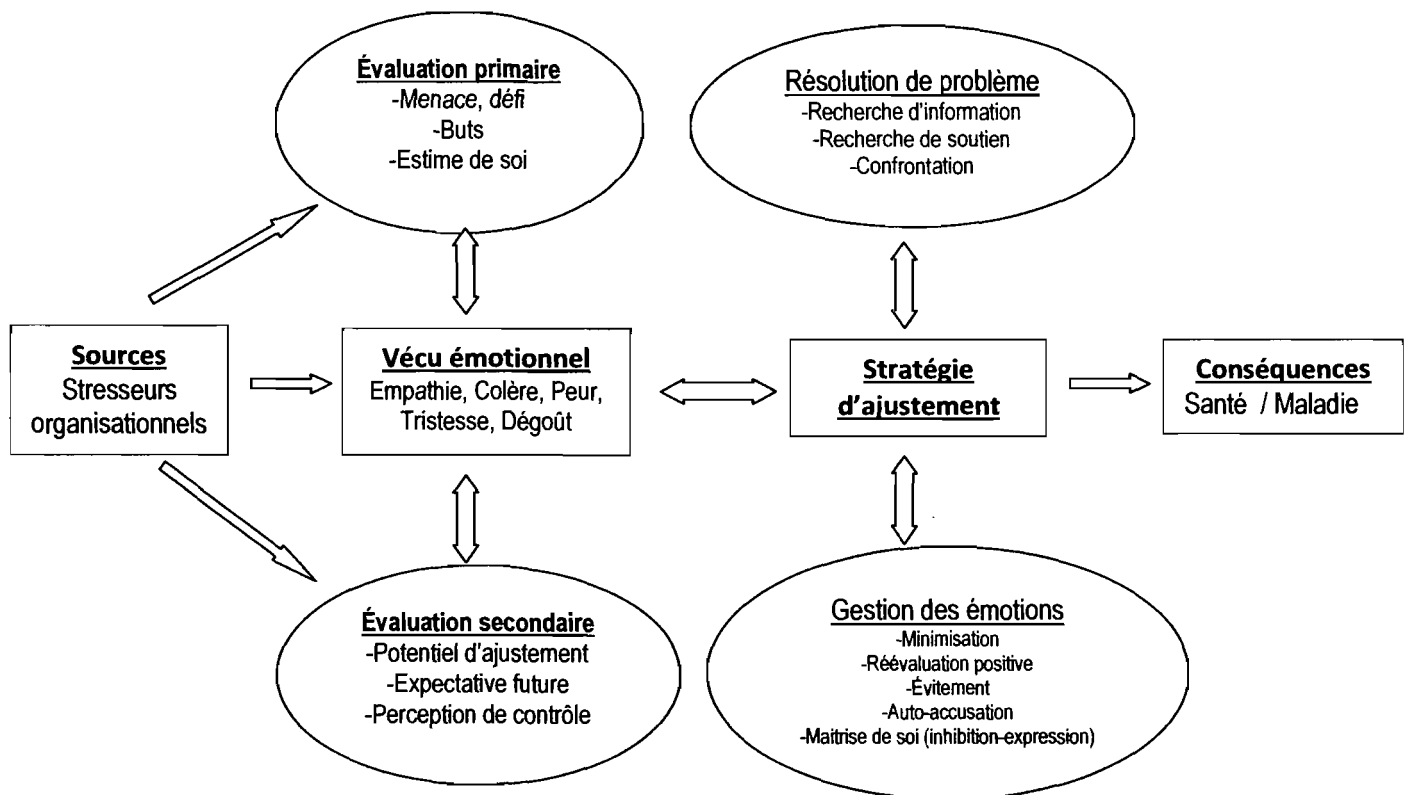 Évaluation primaire
-Menace, défi
-Buts
-Estime de soi
Résolution de problème
-Recherche d'information
-Recherche de soutien
-Confrontation
Sources
Stresseurs
organisationnels
Vécu émotionnel
Empathie, Colère, Peur,
Tristesse, Dégoût
Stratégie
d'ajustement
Conséquences
Santé / Maladie
Évaluation secondaire
-Potentiel d'ajustement
-Expectative future
-Perception de contrôle
Gestion des émotions
-Minimisation
-Réévaluation positive
-Évitement
-Auto-accusation
-Maitrise de soi (inhibition-expression)